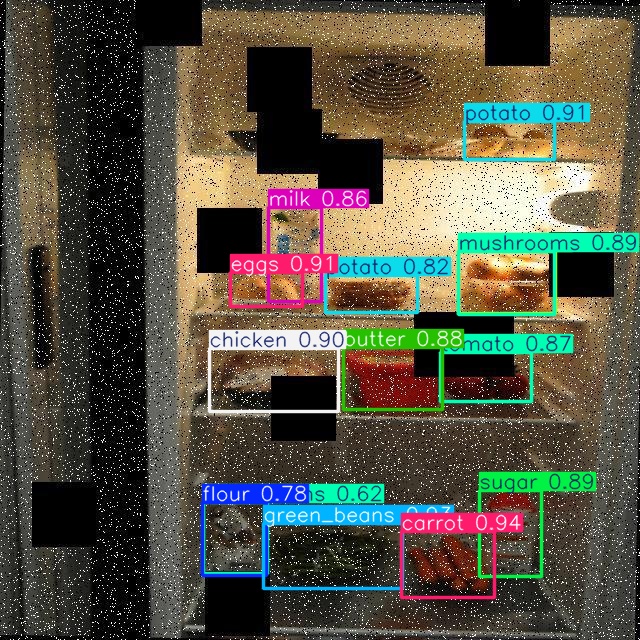 potato 0.91
milk 0.86
mushrooms 0.89
eggs 0.91
otato 0.82
chicken 0.90
butter 0.88
omato 0.87
sugar 0.89
flour 0.78
s 0.62
green_beans
carrot 0.94